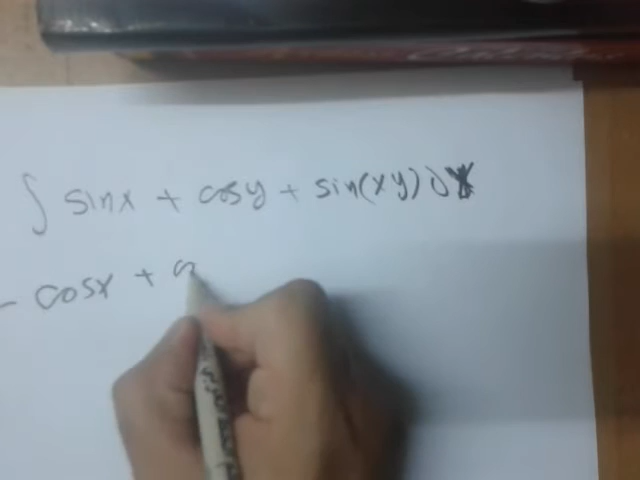 ∫ sinx + cosy + sin(xy) ∂x
- cosx +